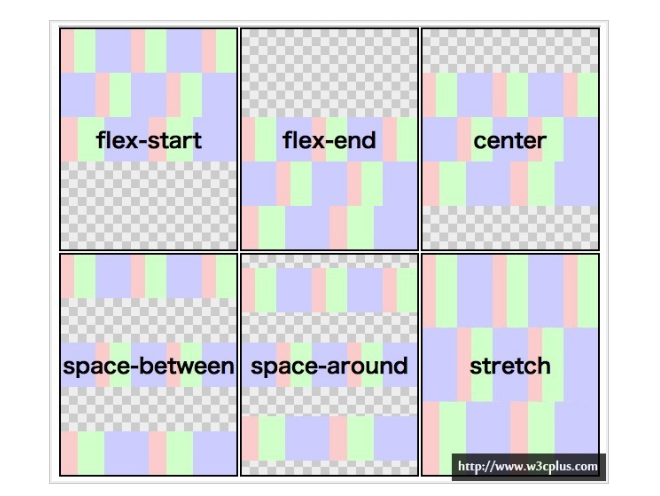 flex-start
flex-end
center
space-between
space-around
stretch
http://www.w3cplus.com